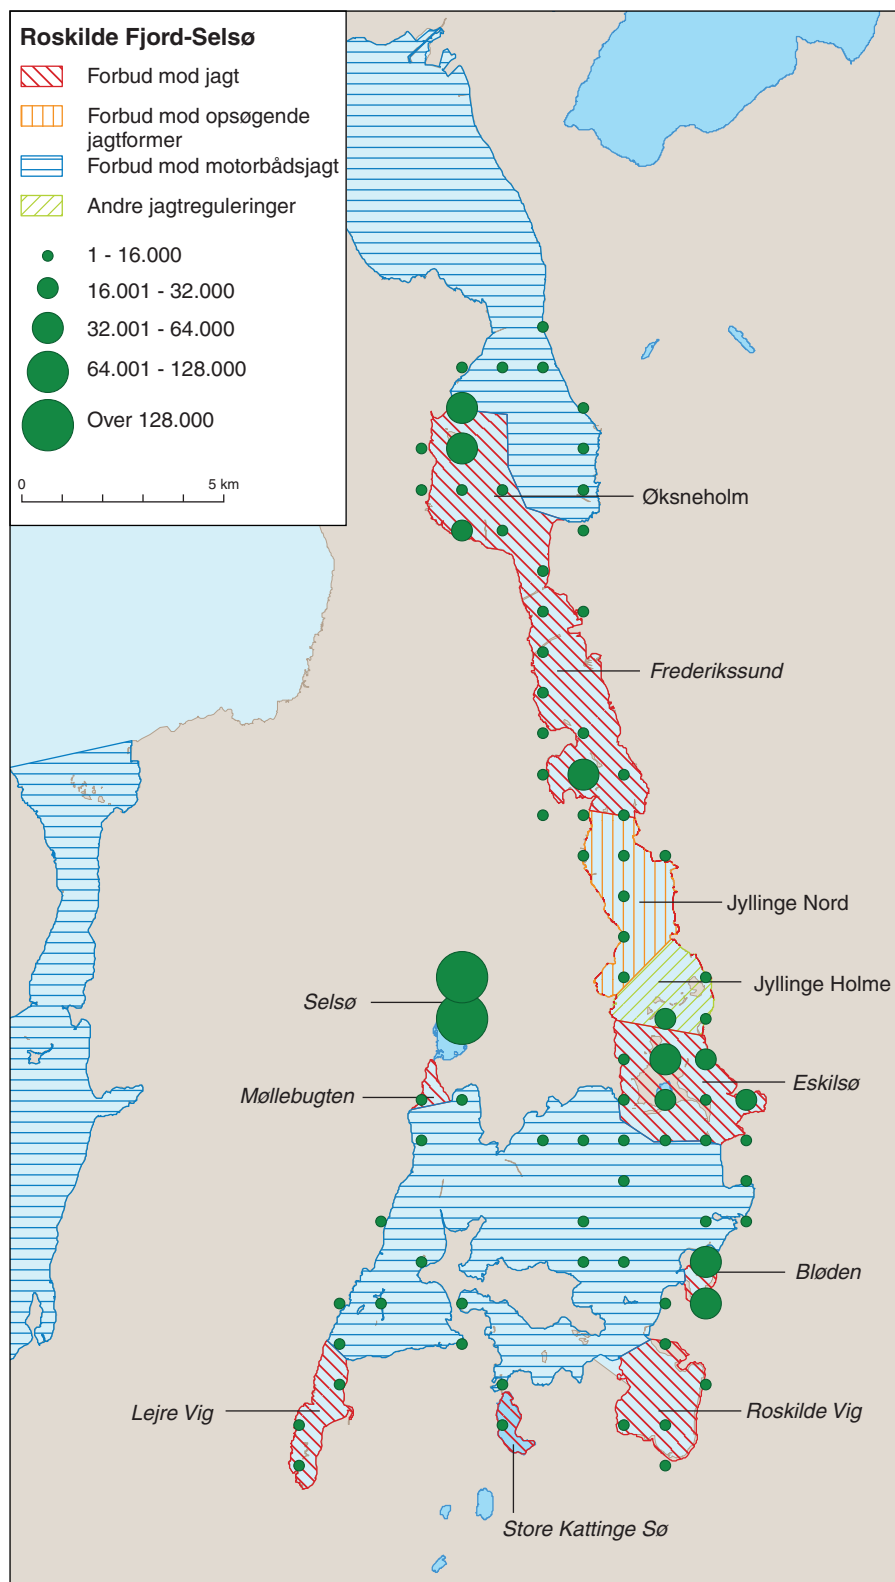 Roskilde Fjord-Selsø
Forbud mod jagt
Forbud mod opsøgende
jagtformer
Forbud mod motorbådsjagt
Andre jagtreguleringer
1 - 16.000
16.001 - 32.000
32.001 - 64.000
64.001 - 128.000
Over 128.000
0 5 km
Øksneholm
Frederikssund
Jyllinge Nord
Jyllinge Holme
Selsø
Eskilsø
Møllebugten
Bløden
Lejre Vig
Roskilde Vig
Store Kattinge Sø